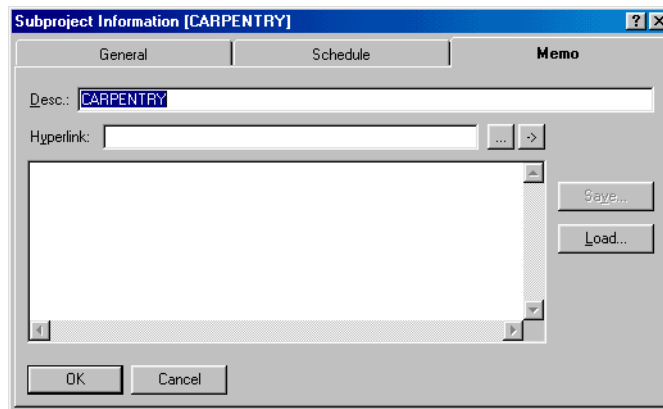 Subproject Information [CARPENTRY] ? ×
General Schedule Memo
Desc.: CARPENTRY
Hyperlink: ... ->
Save...
Load...
OK Cancel